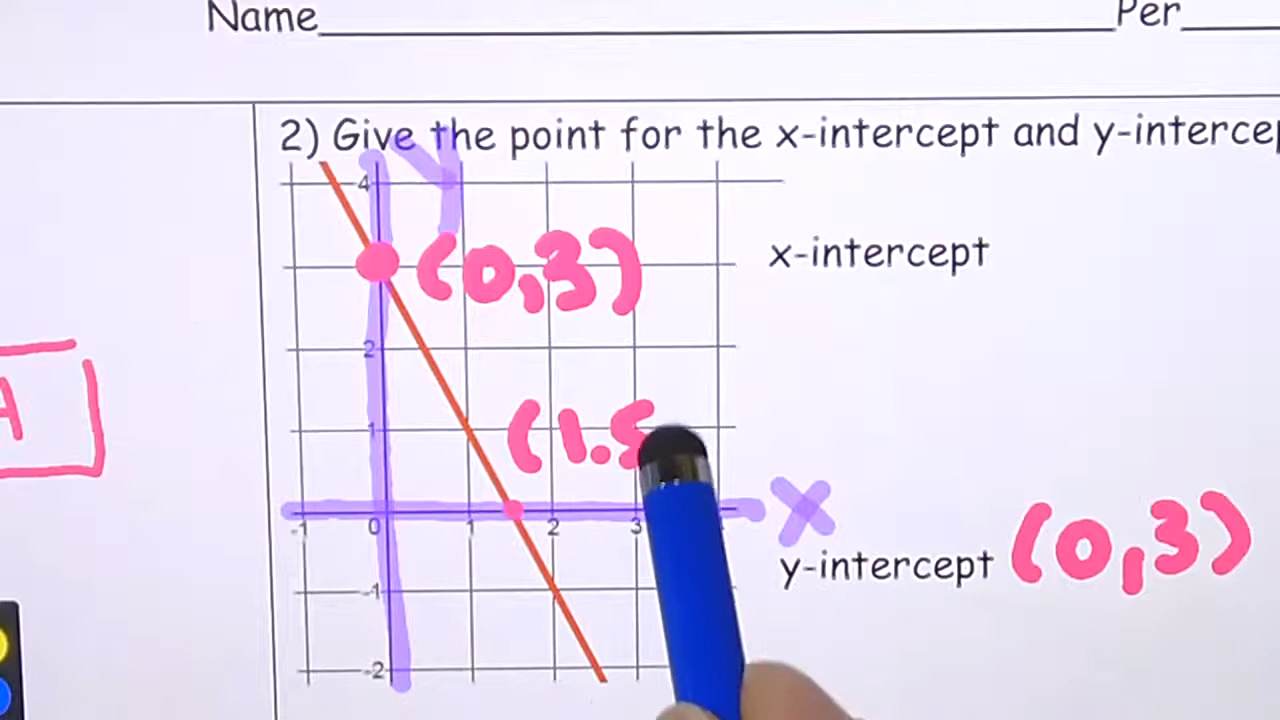 Name Per
2) Give the point for the x-intercept and
Y
4
(0,3)
x-intercept
2
1
(1.5
A
X
-1 0 1 2 3
y-intercept (0,3)
-1
-2